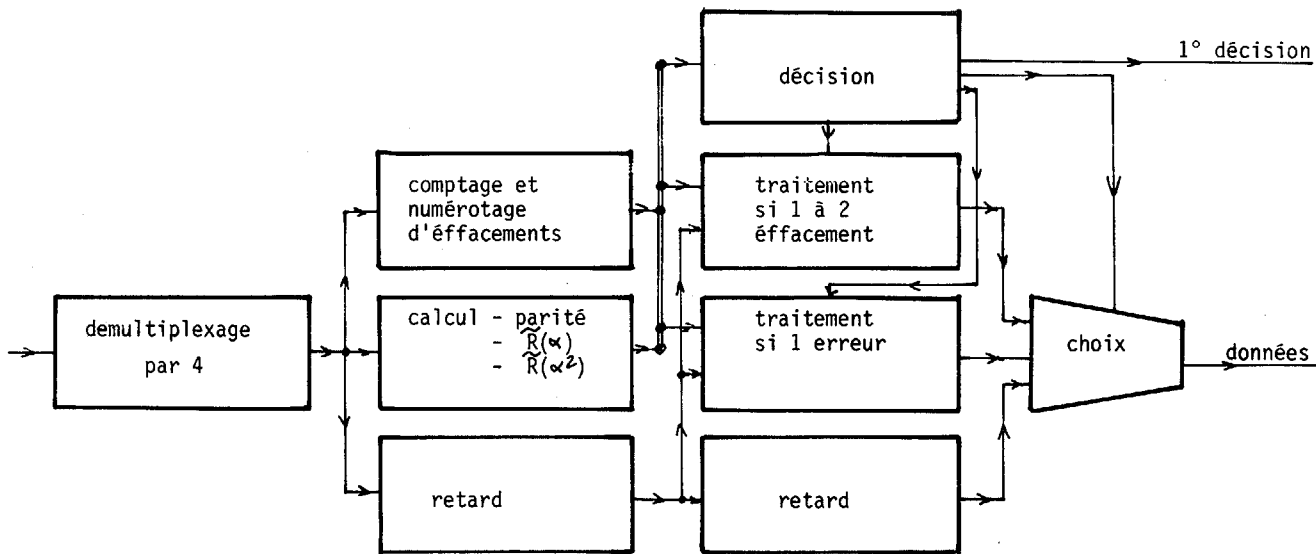 1° décision
décision
comptage et
numérotage
d'éffacements
traitement
si 1 à 2
éffacement
demultiplexage
par 4
calcul - parité
- R̃(α)
- R̃(α²)
traitement
si 1 erreur
choix
données
retard
retard